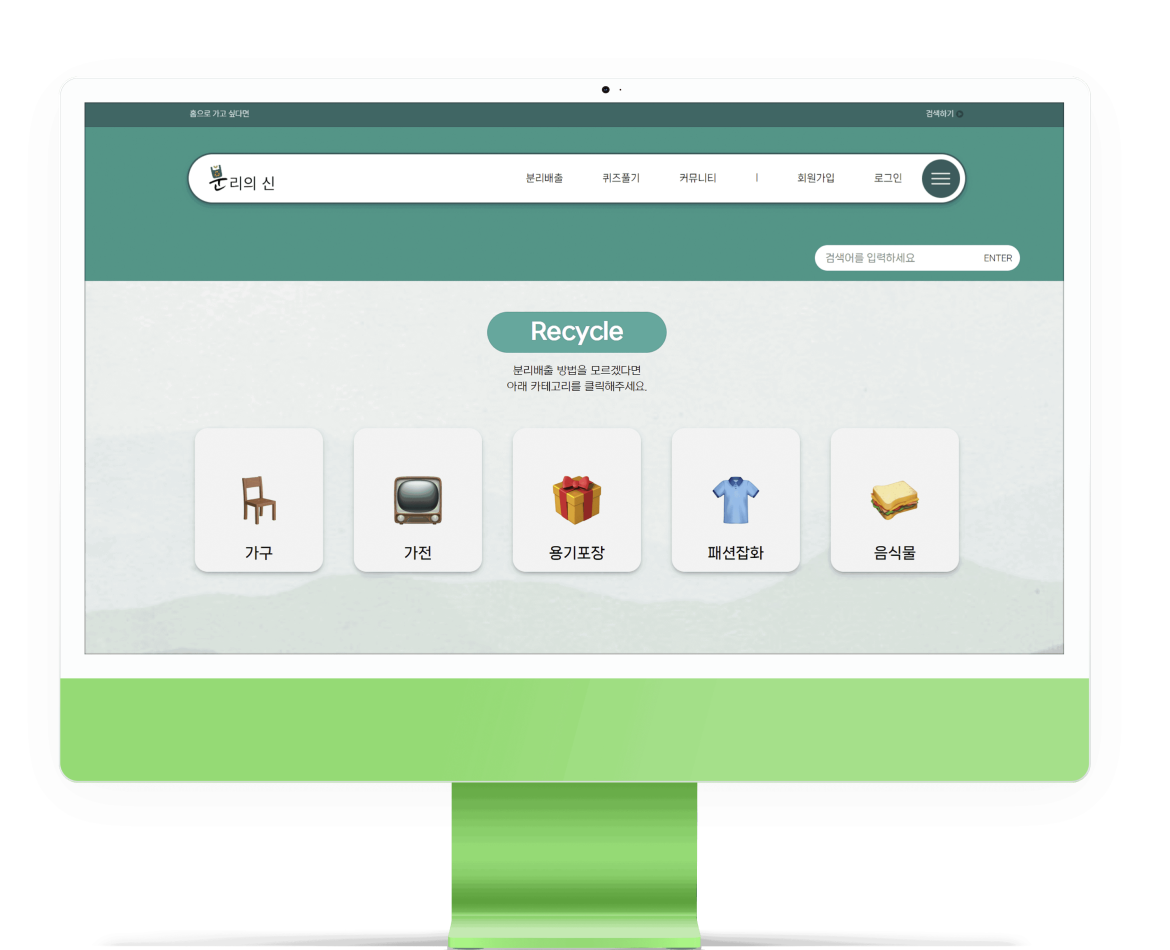 홈으로 가고 싶다면
검색하기
분리의 신
분리배출
퀴즈풀기
커뮤니티
|
회원가입
로그인
검색어를 입력하세요
ENTER
Recycle
분리배출 방법을 모르겠다면
아래 카테고리를 클릭해주세요.
가구
가전
용기포장
패션잡화
음식물